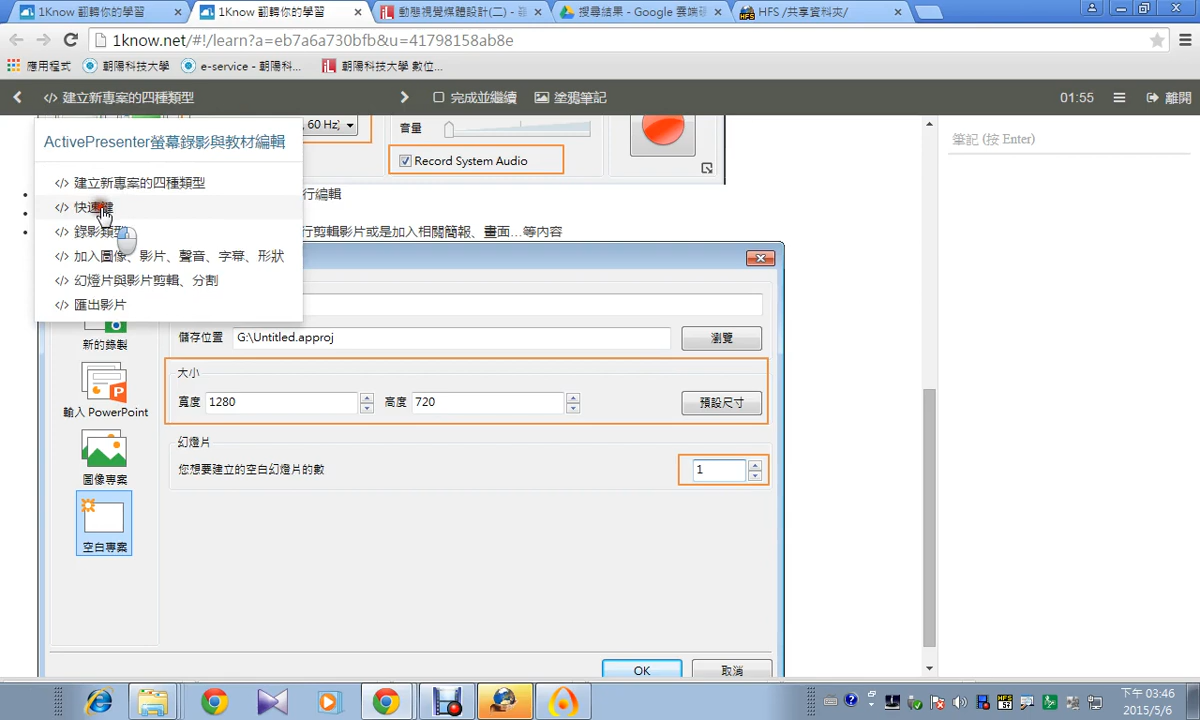 1Know 翻轉你的學習
1Know 翻轉你的學習
動態視覺媒體設計(二) -
搜尋結果 - Google 雲端硬
HFS /共享資料夾/
1know.net/#!/learn?a=eb7a6a730bfb&u=41798158ab8e
應用程式
朝陽科技大學
e-service - 朝陽科...
朝陽科技大學 數位...
</> 建立新專案的四種類型
完成並繼續
塗鴉筆記
01:55
離開
筆記 (按 Enter)
ActivePresenter螢幕錄影與教材編輯
</> 建立新專案的四種類型
</> 快速鍵
</> 錄影類型
</> 加入圖像、影片、聲音、字幕、形狀
</> 幻燈片與影片剪輯、分割
</> 匯出影片
, 60 Hz)
音量
Record System Audio
行編輯
行剪輯影片或是加入相關簡報、畫面...等內容
儲存位置
G:\Untitled.approj
瀏覽
大小
寬度
1280
高度
720
預設尺寸
幻燈片
您想要建立的空白幻燈片的數
1
新的錄製
輸入 PowerPoint
圖像專案
空白專案
OK
取消
下午 03:46
2015/5/6